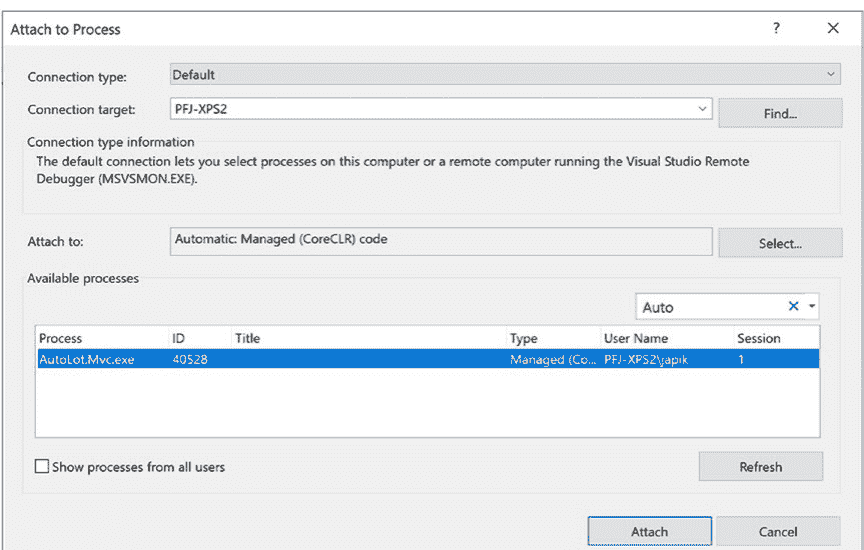 Attach to Process ? ×
Connection type: Default
Connection target: PFJ-XPS2 Find...
Connection type information
The default connection lets you select processes on this computer or a remote computer running the Visual Studio Remote
Debugger (MSVSMON.EXE).
Attach to: Automatic: Managed (CoreCLR) code Select...
Available processes
Auto
Process ID Title Type User Name Session
AutoLot.Mvc.exe 40528 Managed (Co... PFJ-XPS2\japik 1
Show processes from all users Refresh
Attach Cancel